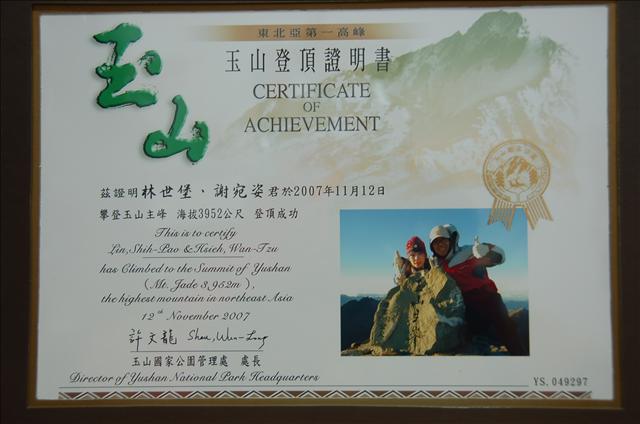 玉山
東北亞第一高峰
玉山登頂證明書
CERTIFICATE
OF
ACHIEVEMENT
茲證明林世堡、謝宛姿君於2007年11月12日
攀登玉山主峰 海拔3952公尺 登頂成功
This is to certify
Lin, Shih-Pao & Hsieh, Wan-Tzu
has Climbed to the Summit of Yushan
(Mt. Jade 3,952m),
the highest mountain in northeast Asia
12th November 2007
許文龍 Sheu, Wen-Long
玉山國家公園管理處 處長
Director of Yushan National Park Headquarters
YS. 049297